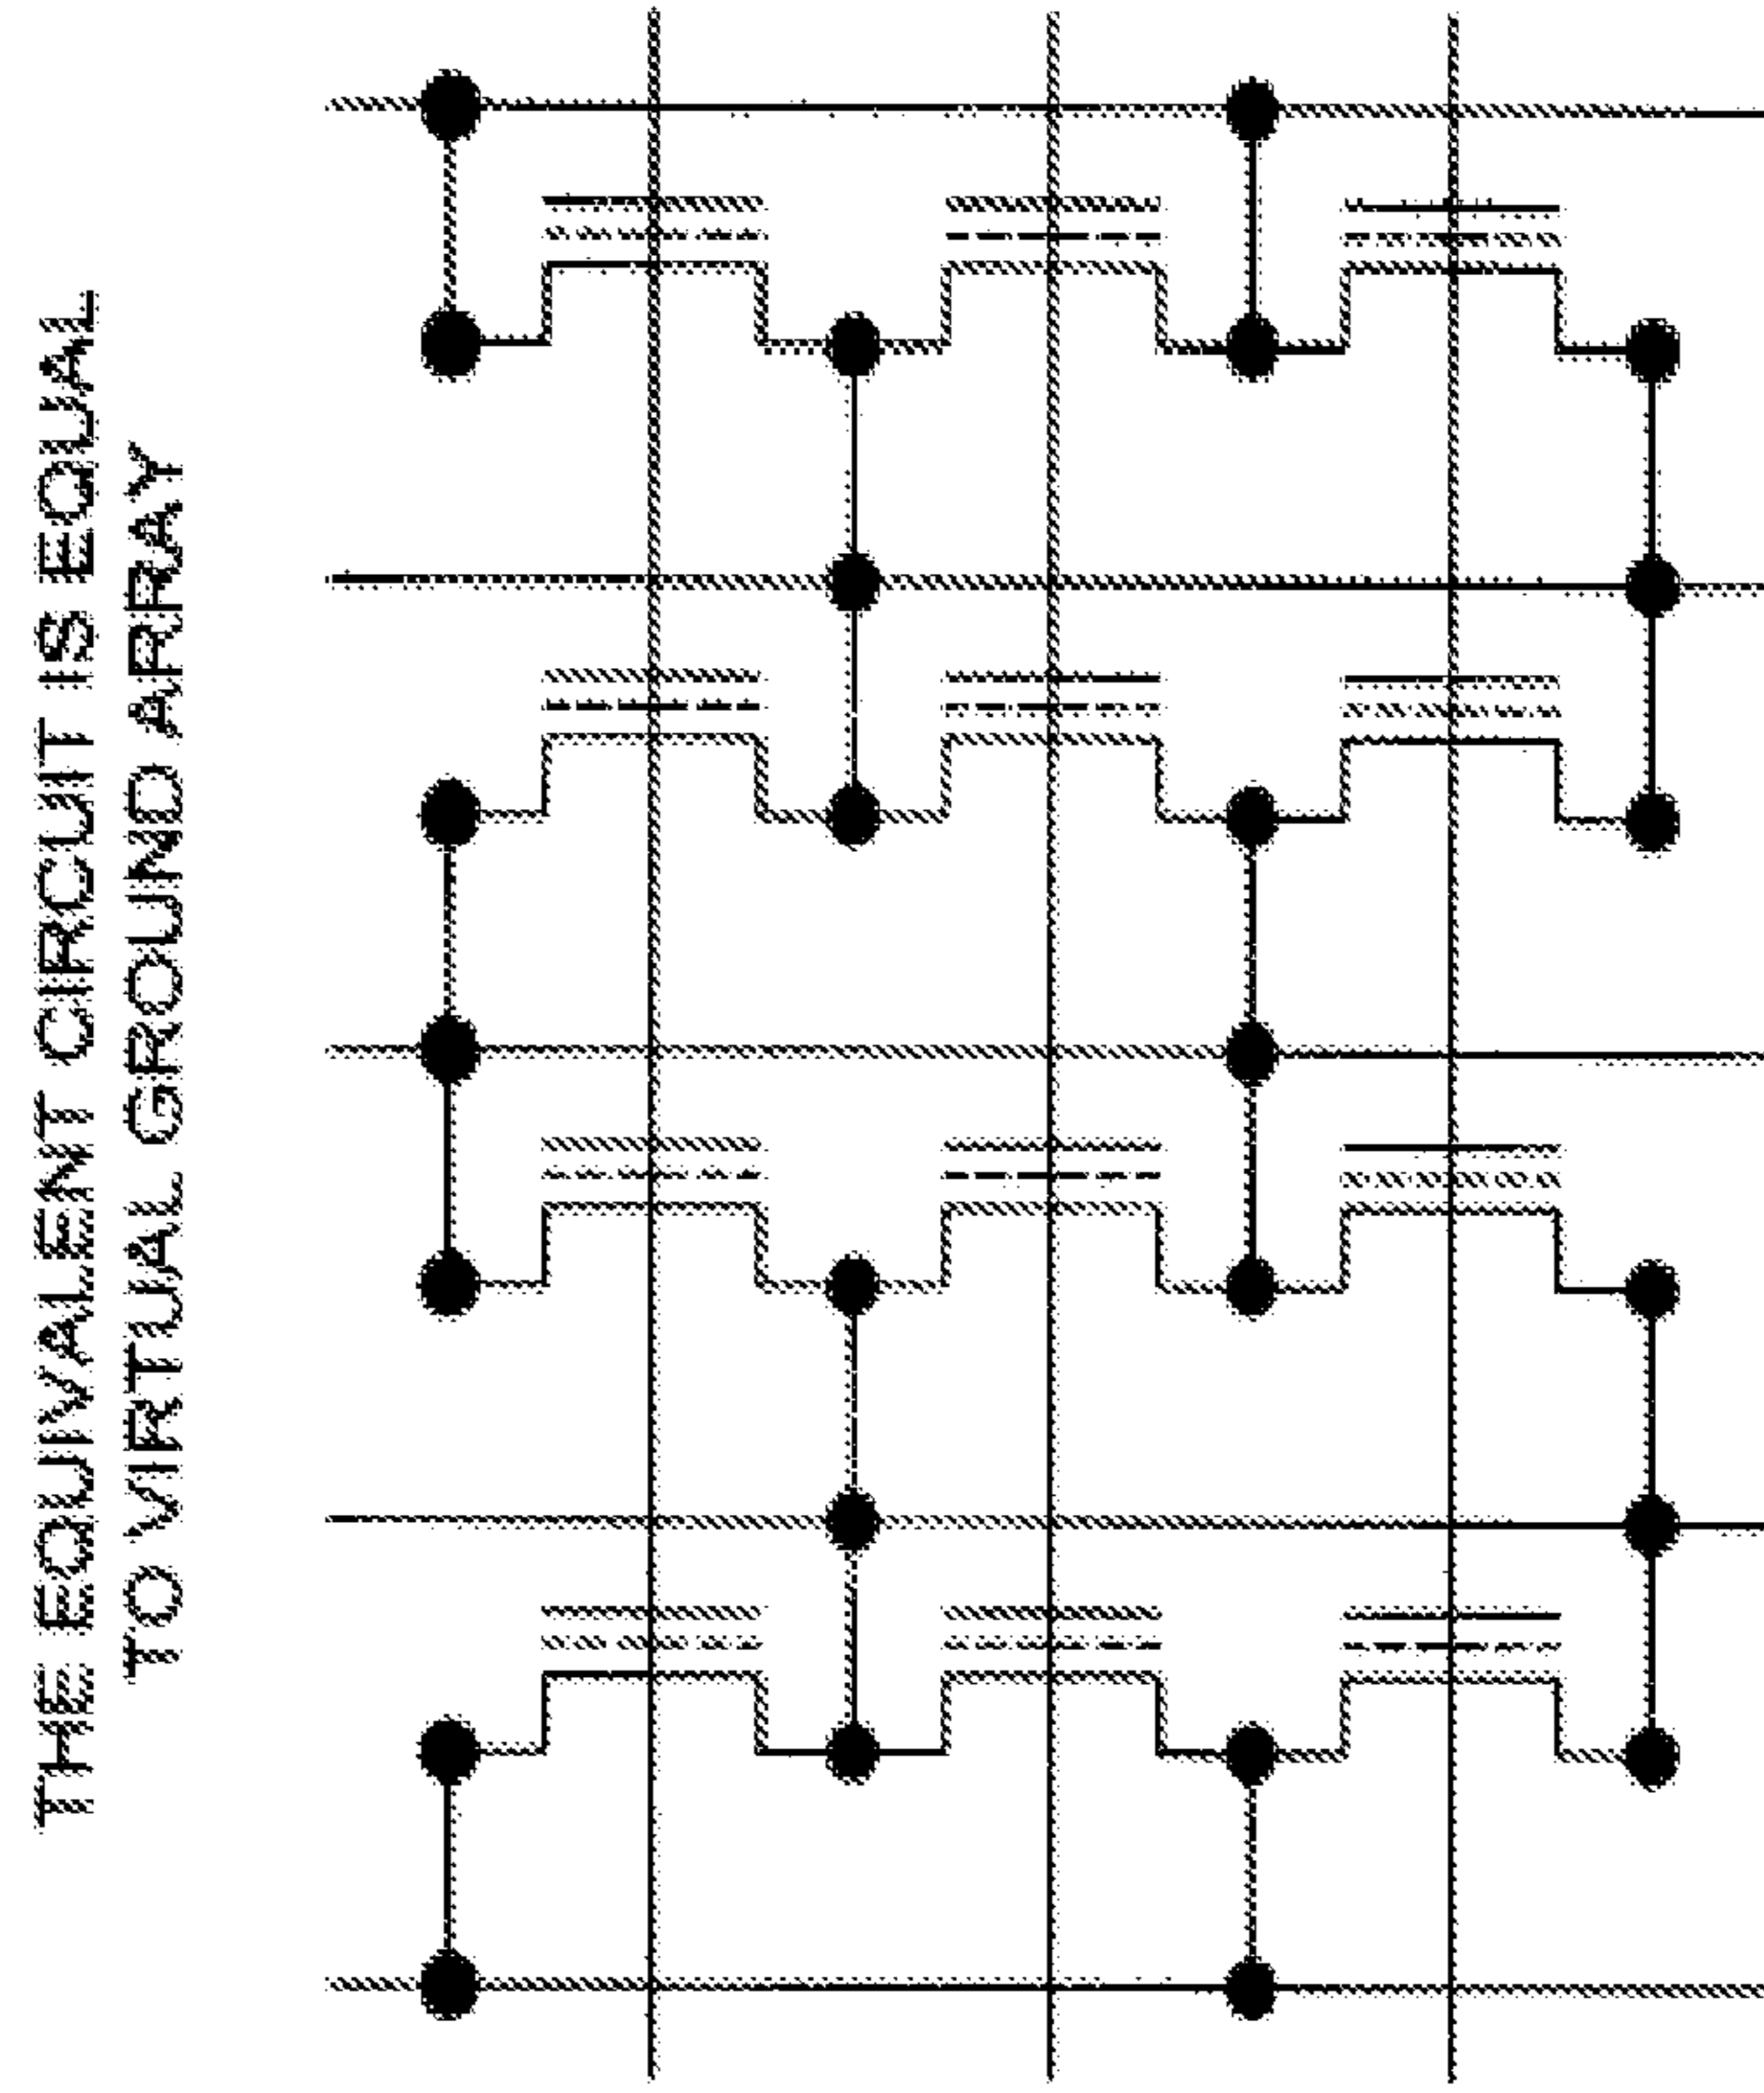 THE EQUIVALENT CIRCUIT IS EQUAL
TO VIRTUAL GROUND ARRAY